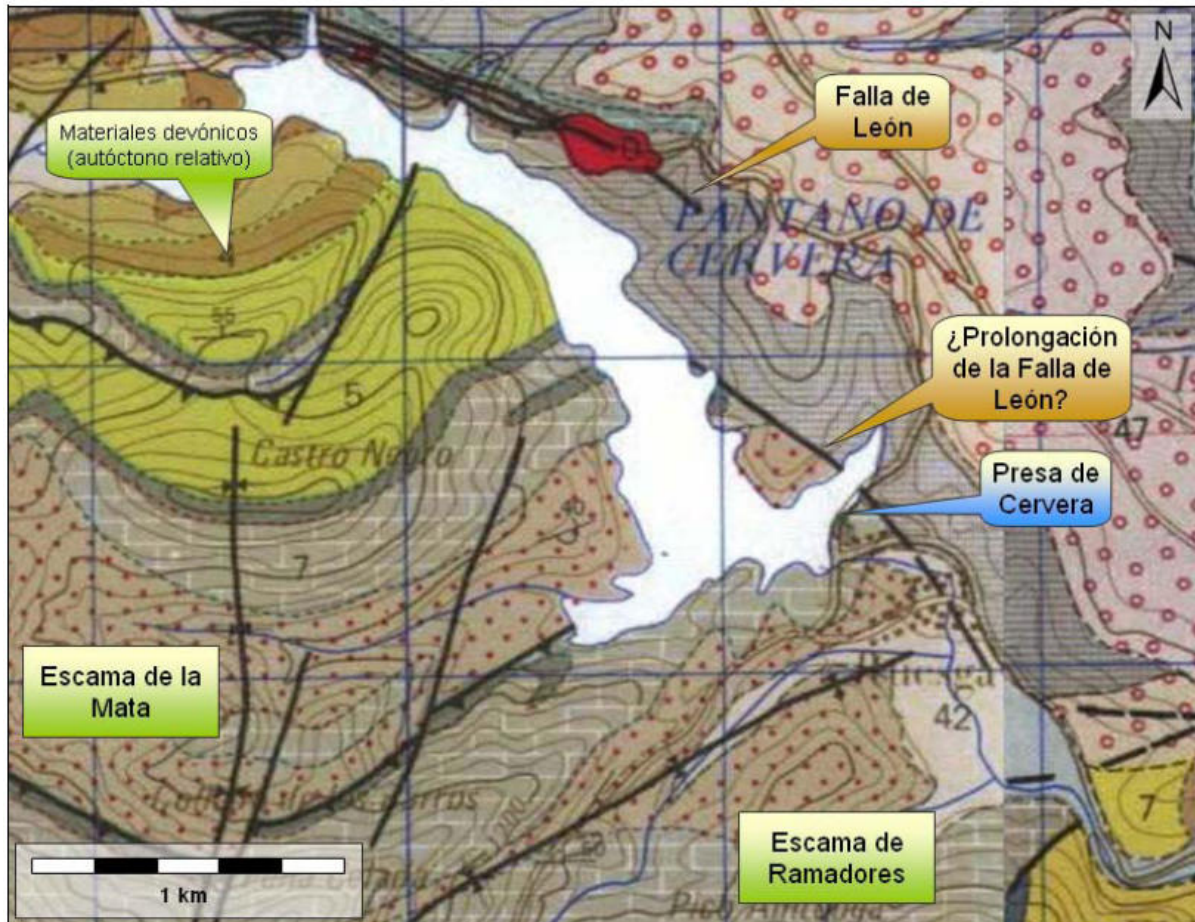 N
Falla de
León
Materiales devónicos
(autóctono relativo)
PANTANO DE
CERVERA
55
¿Prolongación
de la Falla de
León?
5
47
Castro Negro
Presa de
Cervera
40
7
Escama de la
Mata
42
7
Escama de
Ramadores
1 km